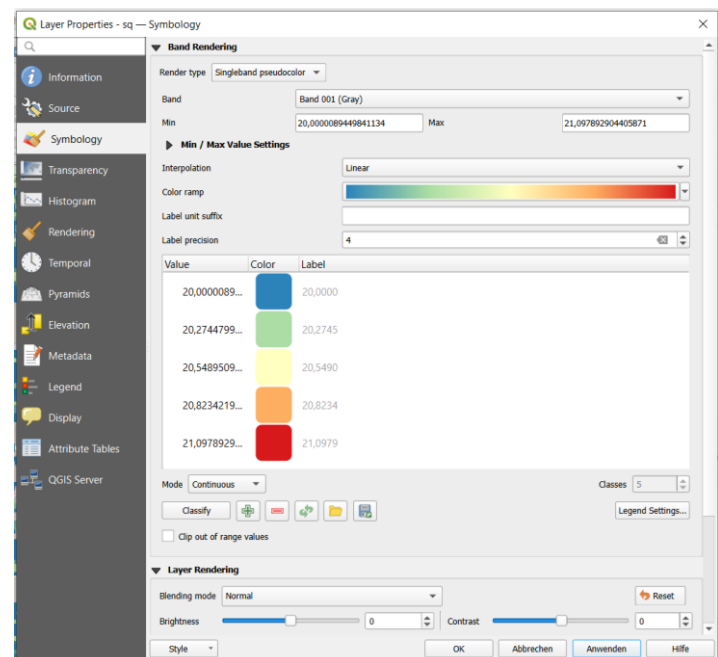 Layer Properties - sq — Symbology
Information
Source
Symbology
Transparency
Histogram
Rendering
Temporal
Pyramids
Elevation
Metadata
Legend
Display
Attribute Tables
QGIS Server
Band Rendering
Render type Singleband pseudocolor
Band Band 001 (Gray)
Min 20,0000089449841134 Max 21,097892904405871
Min / Max Value Settings
Interpolation Linear
Color ramp
Label unit suffix
Label precision 4
Value Color Label
20,0000089... 20,0000
20,2744799... 20,2745
20,5489509... 20,5490
20,8234219... 20,8234
21,0978929... 21,0979
Mode Continuous Classes 5
Classify Legend Settings...
Clip out of range values
Layer Rendering
Blending mode Normal Reset
Brightness 0 Contrast 0
Style OK Abbrechen Anwenden Hilfe